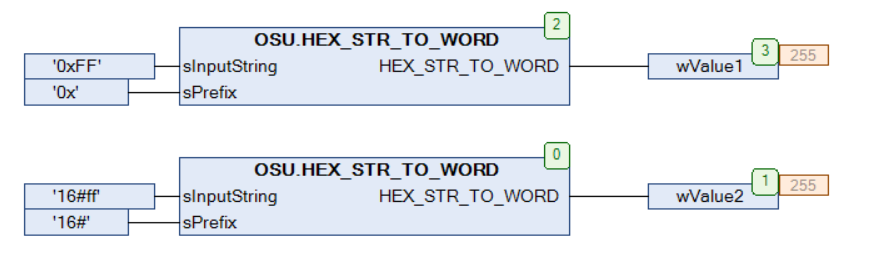 2
OSU.HEX_STR_TO_WORD
'0xFF' sInputString HEX_STR_TO_WORD wValue1 3 255
'0x' sPrefix
0
OSU.HEX_STR_TO_WORD
'16#ff' sInputString HEX_STR_TO_WORD wValue2 1 255
'16#' sPrefix